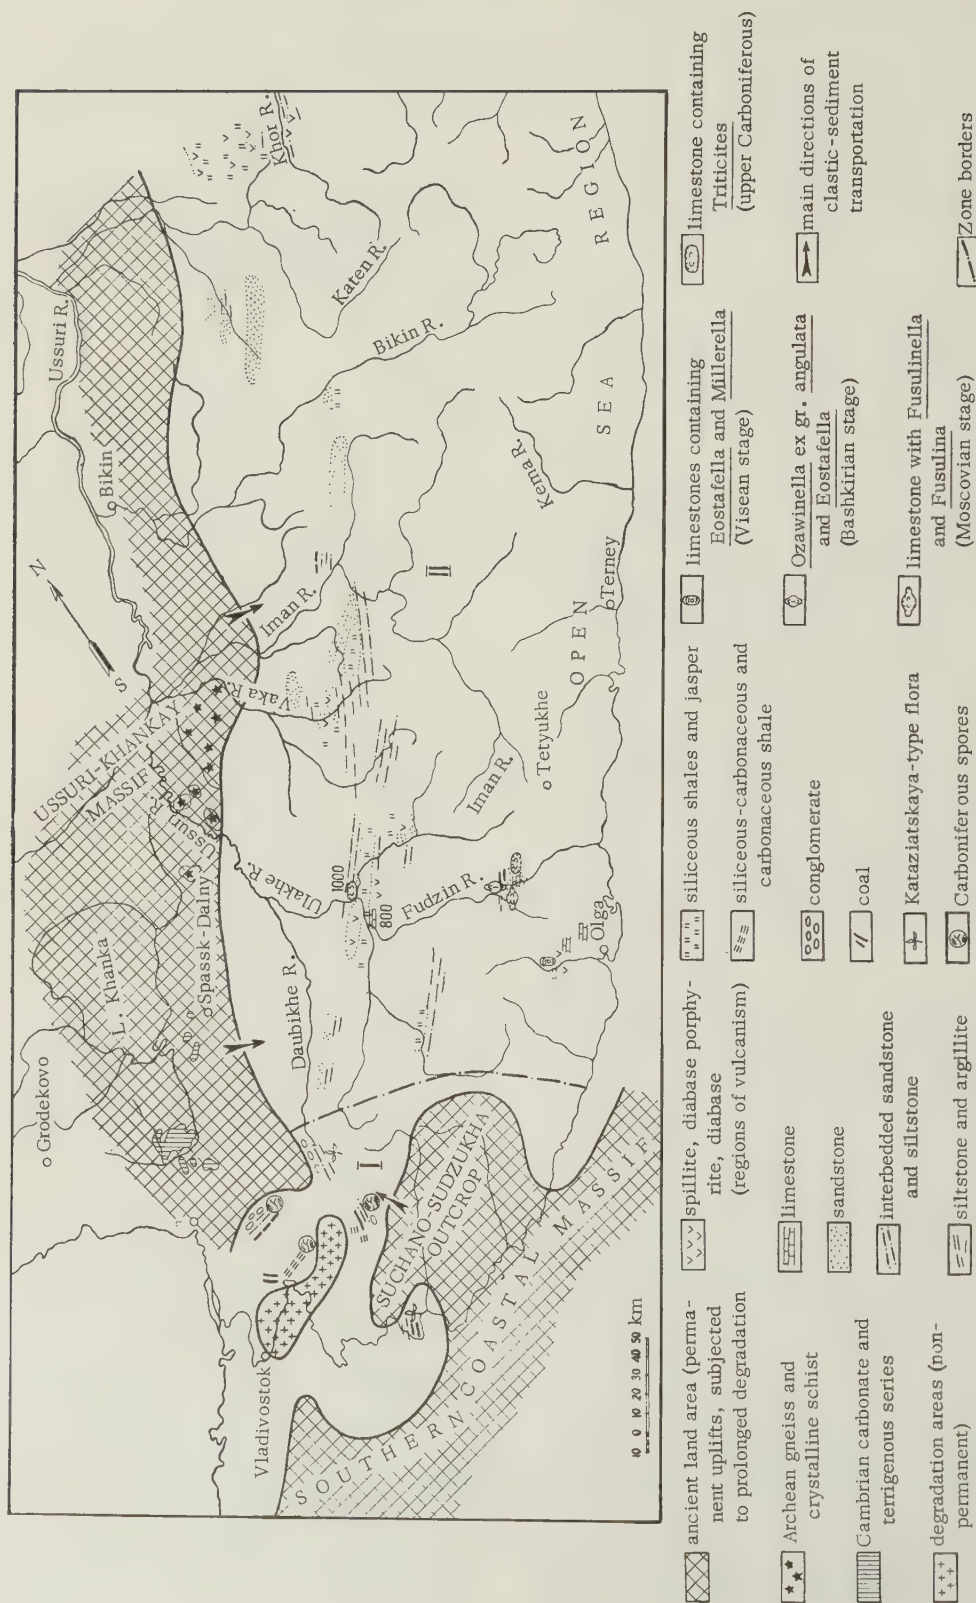 Grodekovo
L. Khanka
Spassk-Dalny
USSURI-KHANKAY
MASSIF
Ussuri R.
Bikin
Ussuri R.
N
S
Vladivostok
Daubikhe R.
Ulakhe R.
Vaka R.
Iman R.
Bikin R.
Katen R.
Khor R.
1000
800
Fudzin R.
Iman R.
Kema R.
I
II
SUCHANO-SUDZUKHA
OUTCROP
SOUTHERN COASTAL MASSIF
Olga
Tetyukhe
Terney
OPEN SEA REGION
10 0 10 20 30 40 50 km
ancient land area (perma-
nent uplifts, subjected
to prolonged degradation
Archean gneiss and
crystalline schist
Cambrian carbonate and
terrigenous series
degradation areas (non-
permanent)
spillite, diabase porphy-
rite, diabase
(regions of vulcanism)
limestone
sandstone
interbedded sandstone
and siltstone
siltstone and argillite
siliceous shales and jasper
siliceous-carbonaceous and
carbonaceous shale
conglomerate
coal
Kataziatskaya-type flora
Carboniferous spores
limestones containing
Eostafella and Millerella
(Visean stage)
Ozawinella ex gr. angulata
and Eostafella
(Bashkirian stage)
limestone with Fusulinella
and Fusulina
(Moscovian stage)
limestone containing
Triticites
(upper Carboniferous)
main directions of
clastic-sediment
transportation
Zone borders